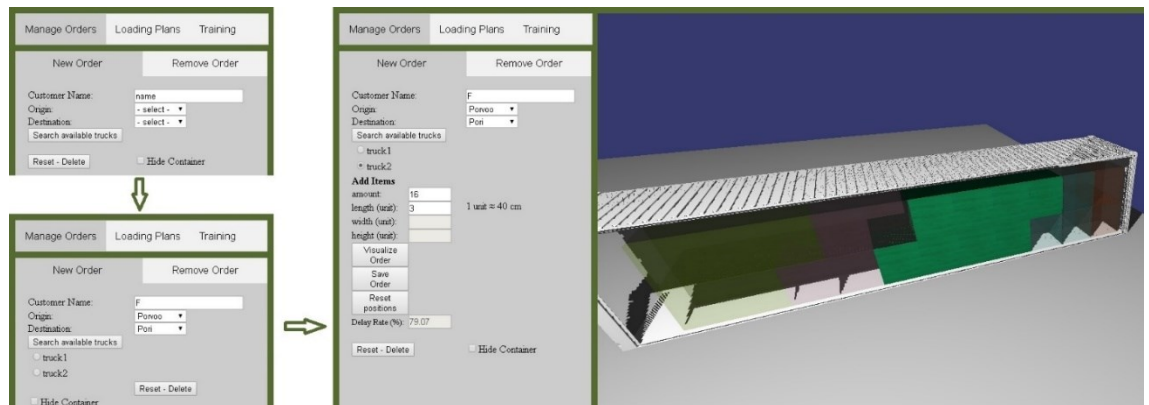 Manage Orders Loading Plans Training
New Order Remove Order
Customer Name: name
Origin: - select -
Destination: - select -
Search available trucks
Reset - Delete Hide Container
Manage Orders Loading Plans Training
New Order Remove Order
Customer Name: F
Origin: Porvoo
Destination: Pori
Search available trucks
truck1
truck2
Reset - Delete
Hide Container
Manage Orders Loading Plans Training
New Order Remove Order
Customer Name: F
Origin: Porvoo
Destination: Pori
Search available trucks
truck1
truck2
Add Items
amount: 16
length (unit): 3 1 unit ≈ 40 cm
width (unit):
height (unit):
Visualize
Order
Save
Order
Reset
positions
Delay Rate (%): 79.07
Reset - Delete Hide Container